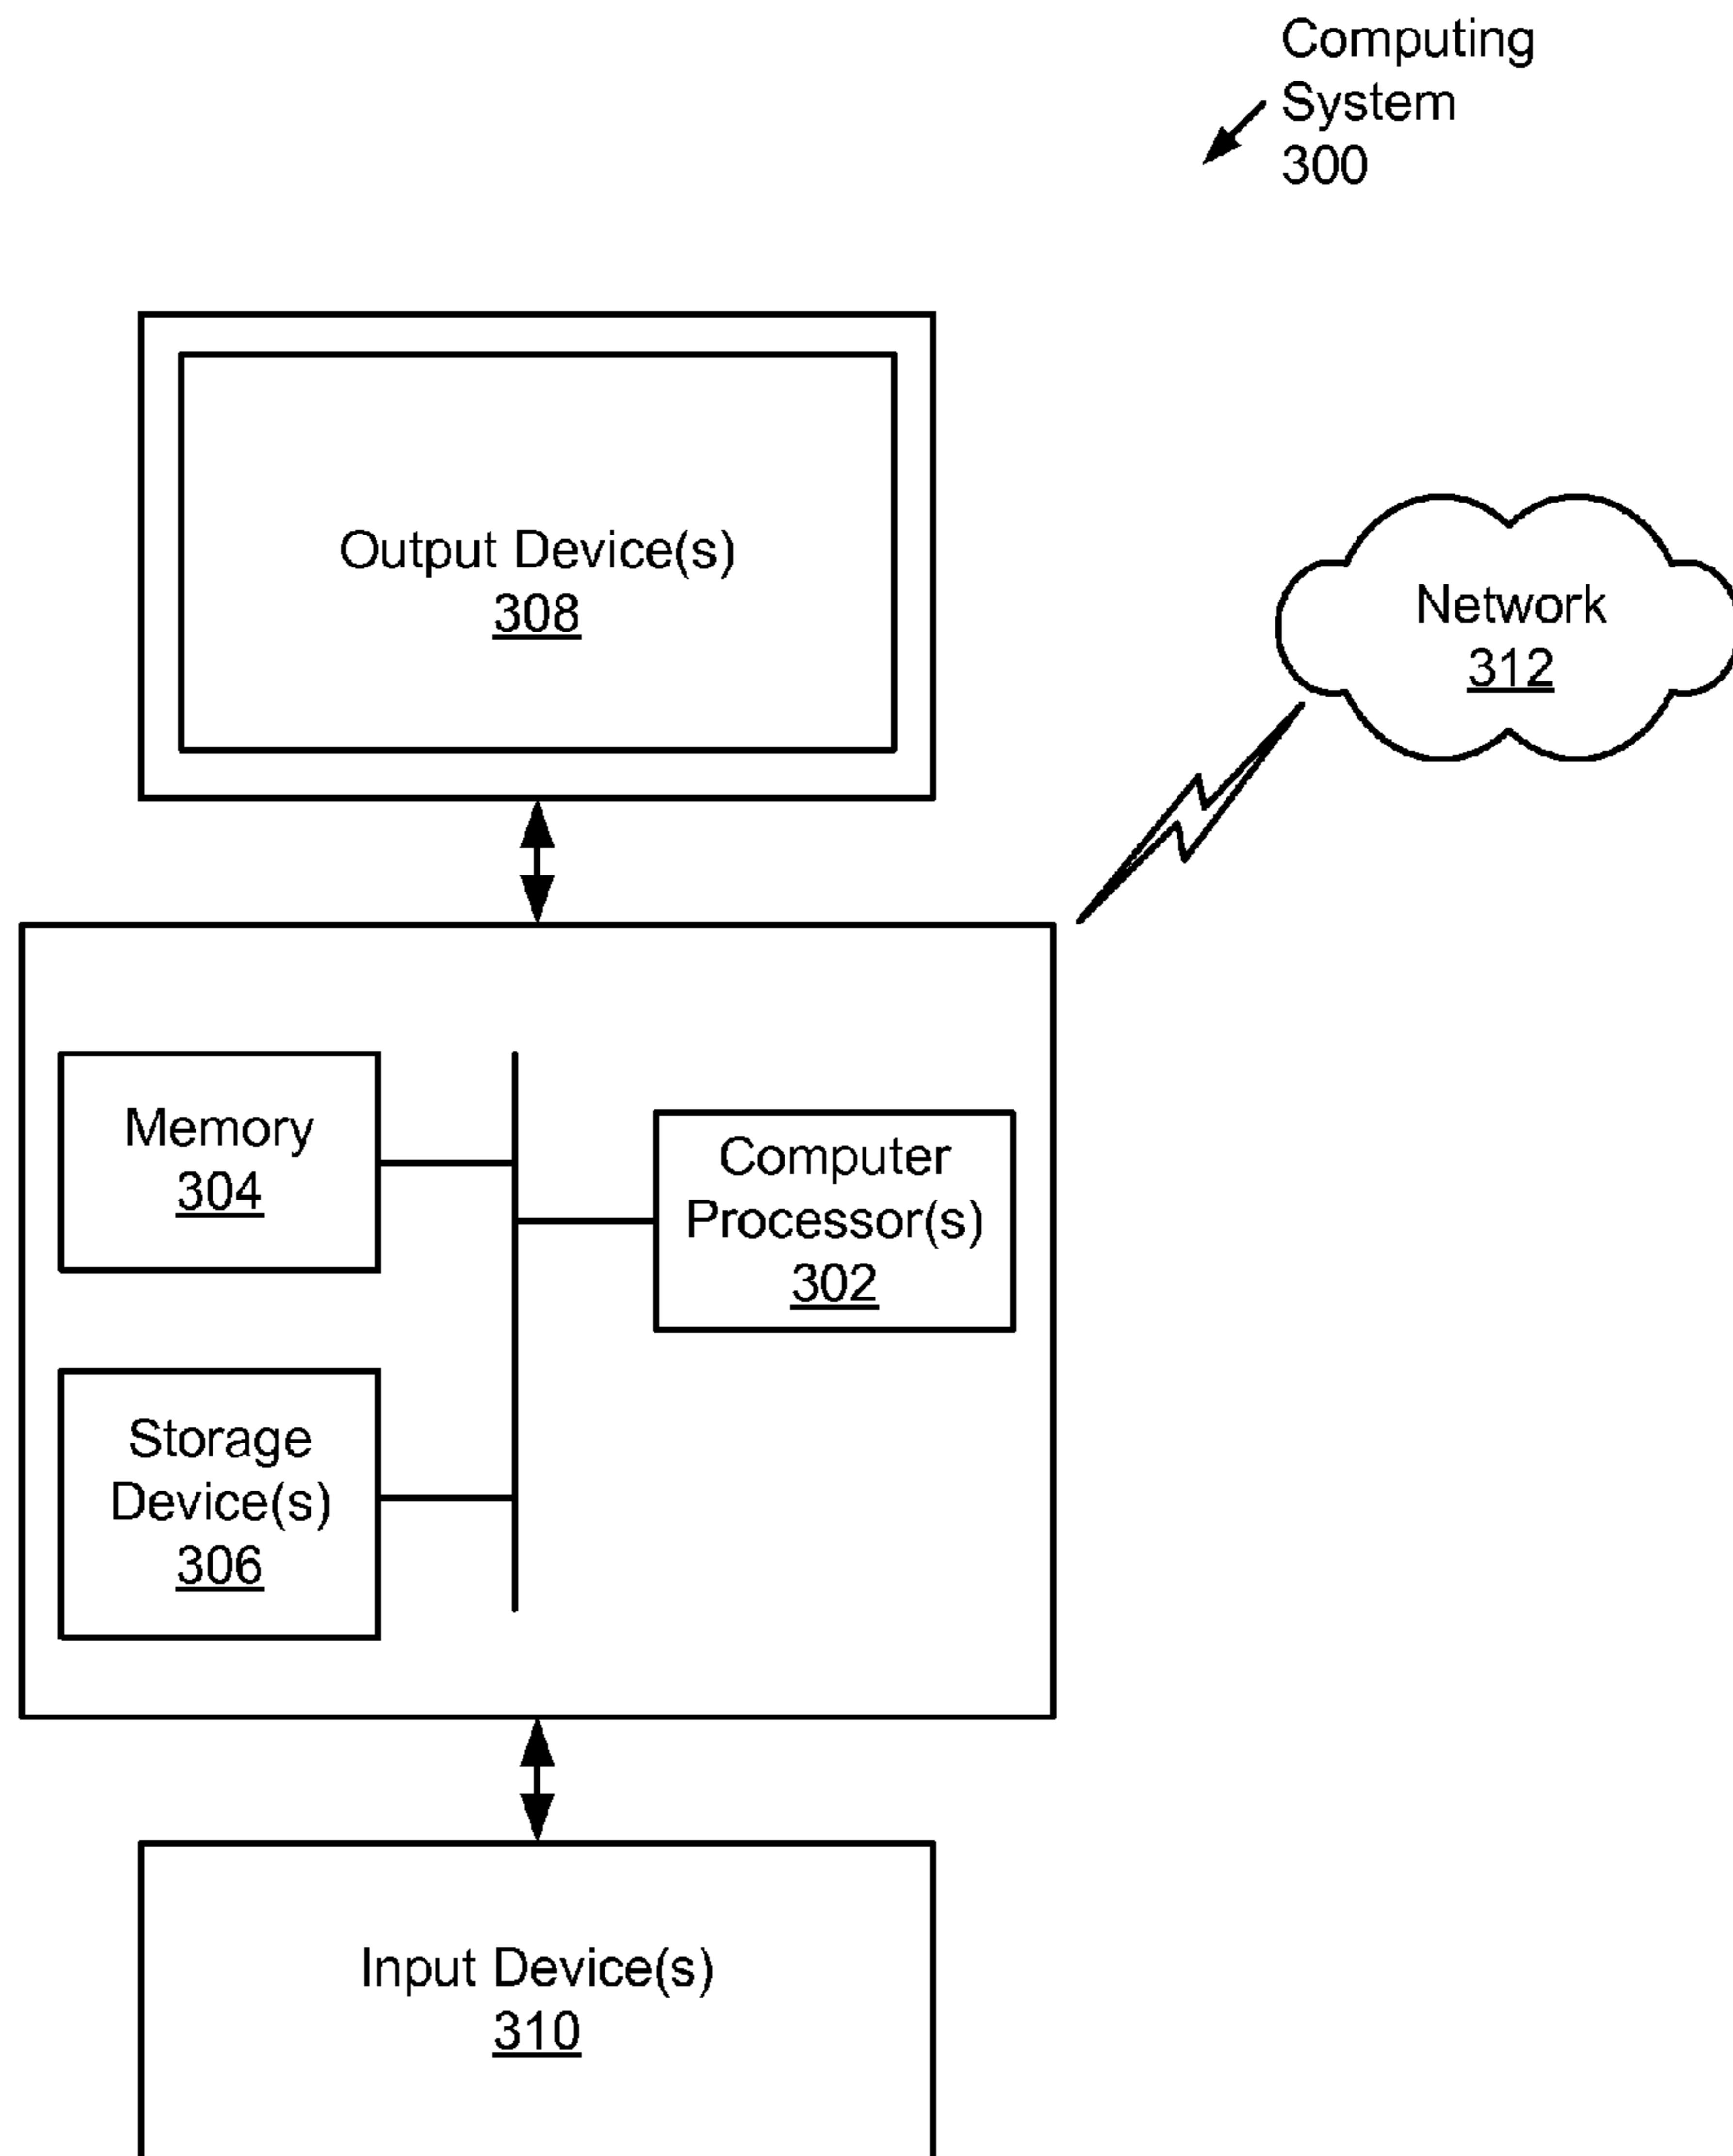 Computing
System
300
Output Device(s)
308
Network
312
Memory
304
Computer
Processor(s)
302
Storage
Device(s)
306
Input Device(s)
310